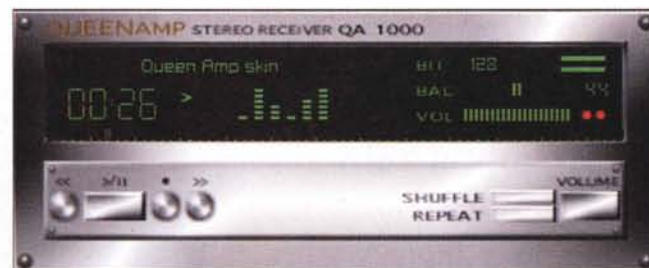 QUEENAMP STEREO RECEIVER QA 1000
Queen Amp skin
BIT 128
00:26 >
BAL 44
VOL
<< >/II >>
SHUFFLE
REPEAT
VOLUME